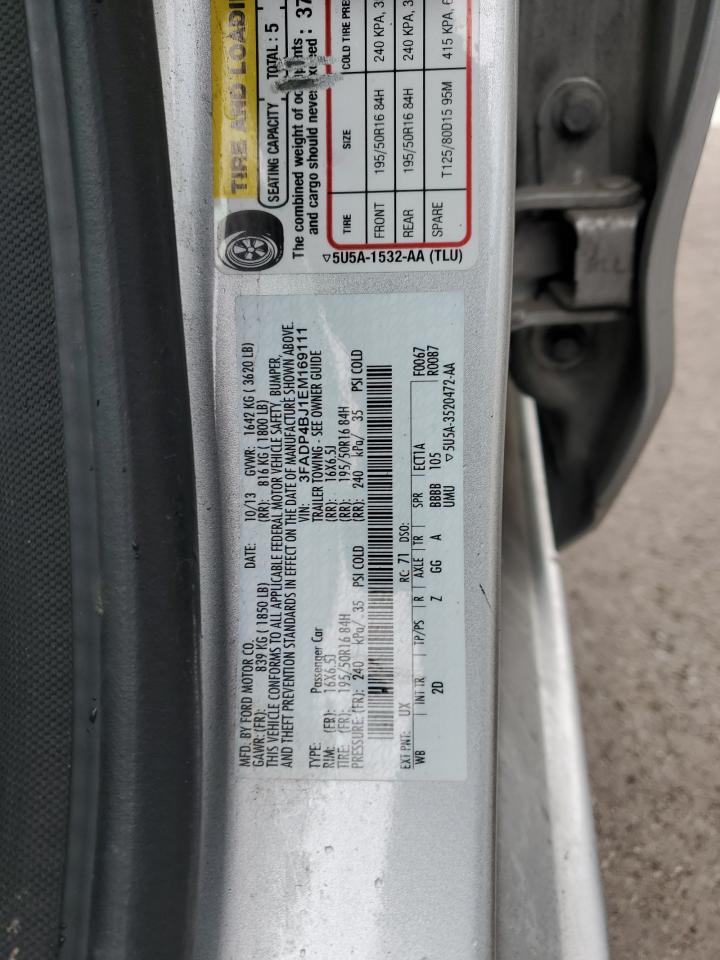 TIRE AND LOADIN
SEATING CAPACITY TOTAL : 5
The combined weight of oc nts : 37
and cargo should never exceed
TIRE SIZE COLD TIRE PRE
FRONT 195/50R16 84H 240 KPA, 3
REAR 195/50R16 84H 240 KPA, 3
SPARE T125/80D15 95M 415 KPA, 6
▽5U5A-1532-AA (TLU)
MFD. BY FORD MOTOR CO. DATE: 10/13 GVWR: 1642 KG ( 3620 LB)
GAWR: (FR): 839 KG ( 1850 LB) (RR): 816 KG ( 1800 LB)
THIS VEHICLE CONFORMS TO ALL APPLICABLE FEDERAL MOTOR VEHICLE SAFETY, BUMPER,
AND THEFT PREVENTION STANDARDS IN EFFECT ON THE DATE OF MANUFACTURE SHOWN ABOVE.
VIN: 3FADP4BJ1EM169111
TYPE: Passenger Car TRAILER TOWING - SEE OWNER GUIDE
RIM: (FR): 16X6.5J (RR): 16X6.5J
TIRE: (FR): 195/50R16 84H (RR): 195/50R16 84H
PRESSURE:(FR): 240 kPa/ 35 PSI COLD (RR): 240 kPa/ 35 PSI COLD
EXT PNT: UX RC: 71 DSO:
WB INT TR TP/PS R AXLE TR SPR ECT1A F0067
2D Z GG A BBBB 105 R0087
UMU ▽5U5A-3520472-AA